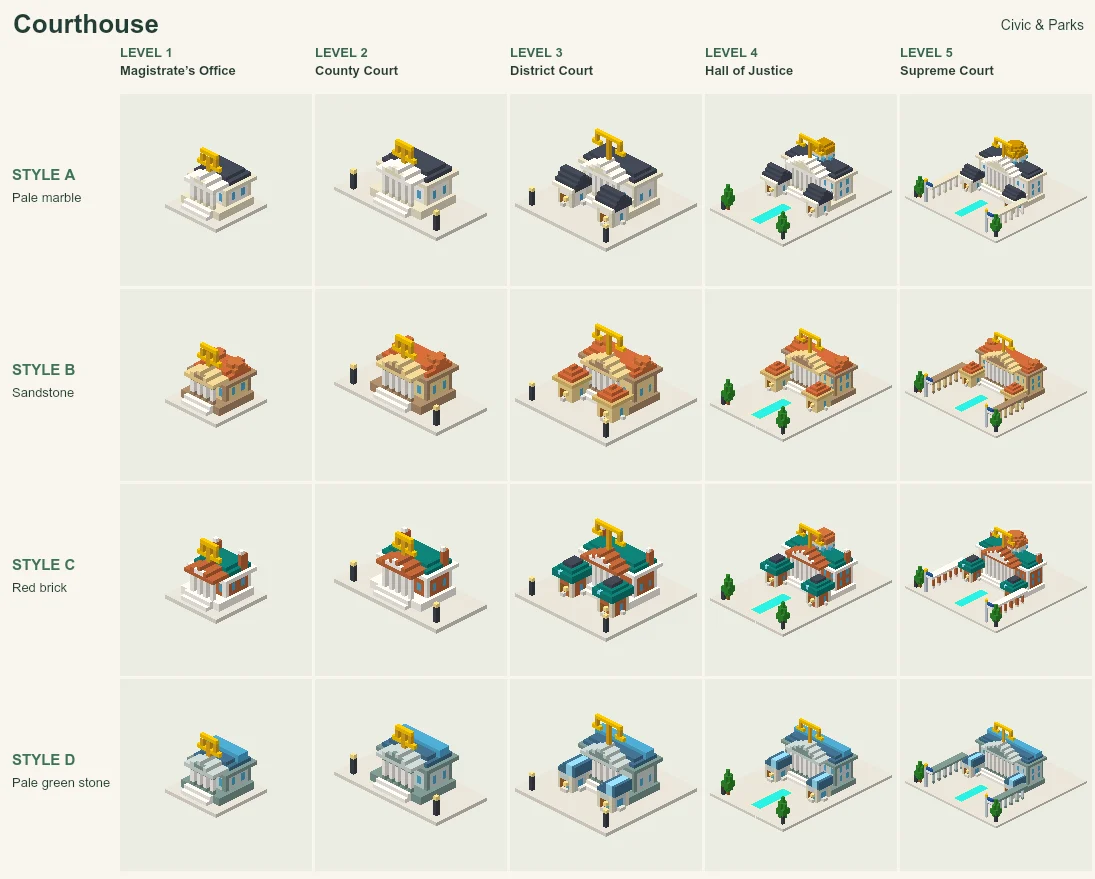 Courthouse
Civic & Parks
LEVEL 1
Magistrate's Office
LEVEL 2
County Court
LEVEL 3
District Court
LEVEL 4
Hall of Justice
LEVEL 5
Supreme Court
STYLE A
Pale marble
STYLE B
Sandstone
STYLE C
Red brick
STYLE D
Pale green stone